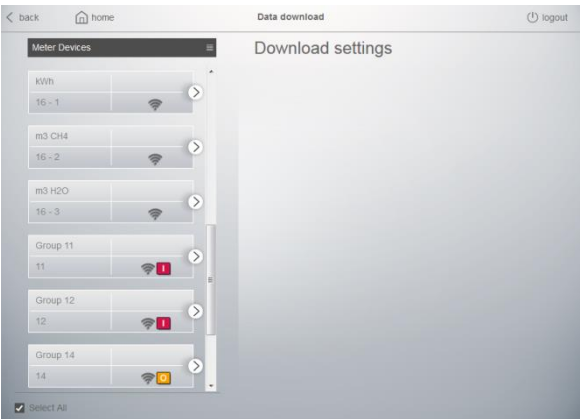 back home Data download logout
Meter Devices Download settings
kWh
16 - 1
m3 CH4
16 - 2
m3 H2O
16 - 3
Group 11
11 I
Group 12
12 I
Group 14
14 O
Select All